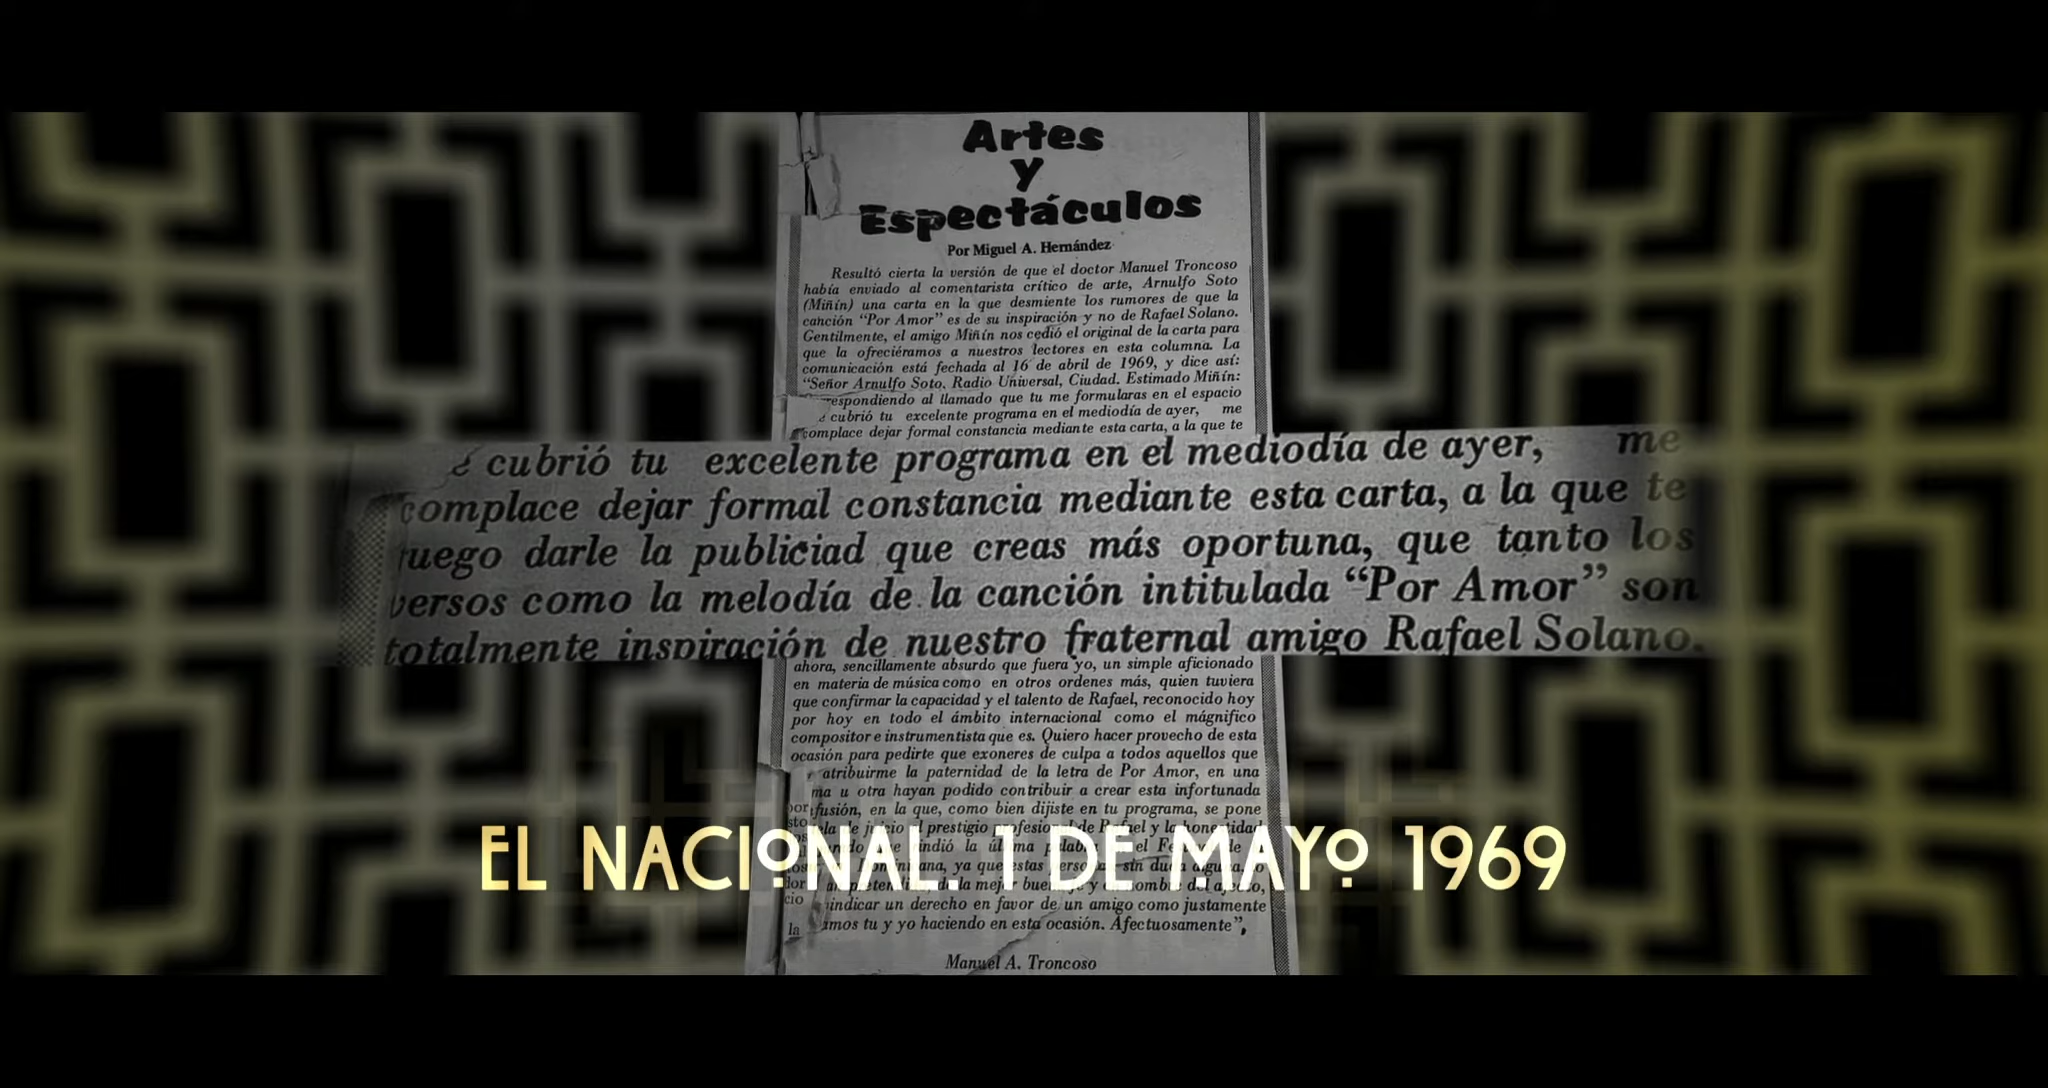 Artes
y
Espectáculos
Por Miguel A. Hernández
Resultó cierta la versión de que el doctor Manuel Troncoso
había enviado al comentarista crítico de arte, Arnulfo Soto
(Miñín) una carta en la que desmiente los rumores de que la
canción “Por Amor” es de su inspiración y no de Rafael Solano.
Gentilmente, el amigo Miñín nos cedió el original de la carta para
que la ofreciéramos a nuestros lectores en esta columna. La
comunicación está fechada al 16 de abril de 1969, y dice así:
“Señor Arnulfo Soto, Radio Universal, Ciudad. Estimado Miñín:
respondiendo al llamado que tu me formularas en el espacio
e cubrió tu excelente programa en el mediodía de ayer, me
complace dejar formal constancia mediante esta carta, a la que te
e cubrió tu excelente programa en el mediodía de ayer, me
complace dejar formal constancia mediante esta carta, a la que te
ruego darle la publiciad que creas más oportuna, que tanto los
versos como la melodía de la canción intitulada “Por Amor” son
totalmente inspiración de nuestro fraternal amigo Rafael Solano.
ahora, sencillamente absurdo que fuera yo, un simple aficionado
en materia de música como en otros ordenes más, quien tuviera
que confirmar la capacidad y el talento de Rafael, reconocido hoy
por hoy en todo el ámbito internacional como el mágnifico
compositor e instrumentista que es. Quiero hacer provecho de esta
ocasión para pedirte que exoneres de culpa a todos aquellos que
atribuirme la paternidad de la letra de Por Amor, en una
ma u otra hayan podido contribuir a crear esta infortunada
por fusión, en la que, como bien dijiste en tu programa, se pone
de juicio el prestigio de Rafael y la honestidad
EL NACIONAL. 1 DE MAYO 1969
cio indicar un derecho en favor de un amigo como justamente
la amos tu y yo haciendo en esta ocasión. Afectuosamente”,
Manuel A. Troncoso